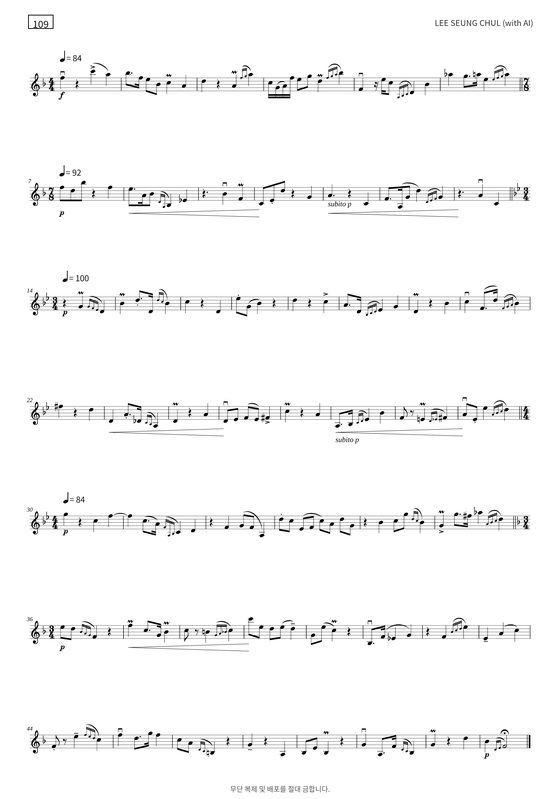 109
LEE SEUNG CHUL (with AI)
= 84
f
7
= 92
p
subito p
14
= 100
p
22
subito p
30
= 84
p
36
p
44
p
무단 복제 및 배포를 절대 금합니다.